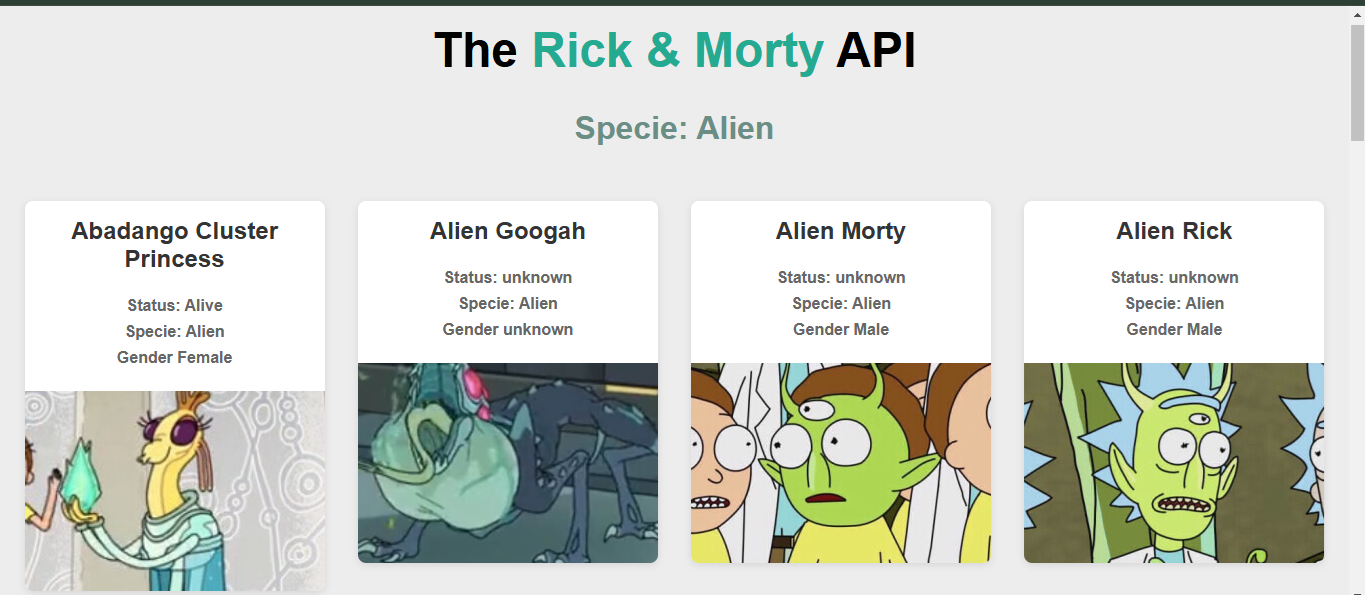 The Rick & Morty API
Specie: Alien
Abadango Cluster
Princess
Status: Alive
Specie: Alien
Gender Female
Alien Googah
Status: unknown
Specie: Alien
Gender unknown
Alien Morty
Status: unknown
Specie: Alien
Gender Male
Alien Rick
Status: unknown
Specie: Alien
Gender Male